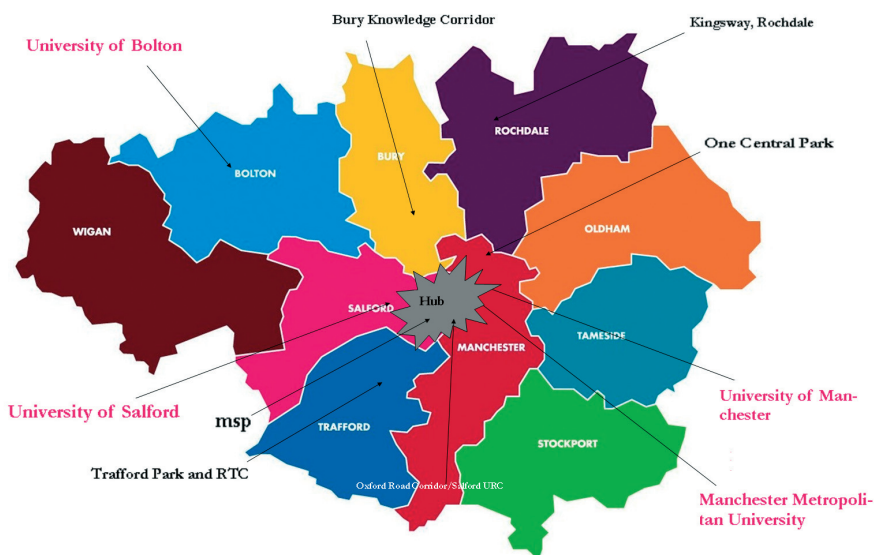 Bury Knowledge Corridor
Kingsway, Rochdale
University of Bolton
ROCHDALE
One Central Park
BURY
BOLTON
WIGAN
OLDHAM
Hub
SALFORD
TAMESIDE
MANCHESTER
University of Man-
chester
University of Salford
msp
TRAFFORD
STOCKPORT
Trafford Park and RTC
Oxford Road Corridor/Salford URC
Manchester Metropoli-
tan University